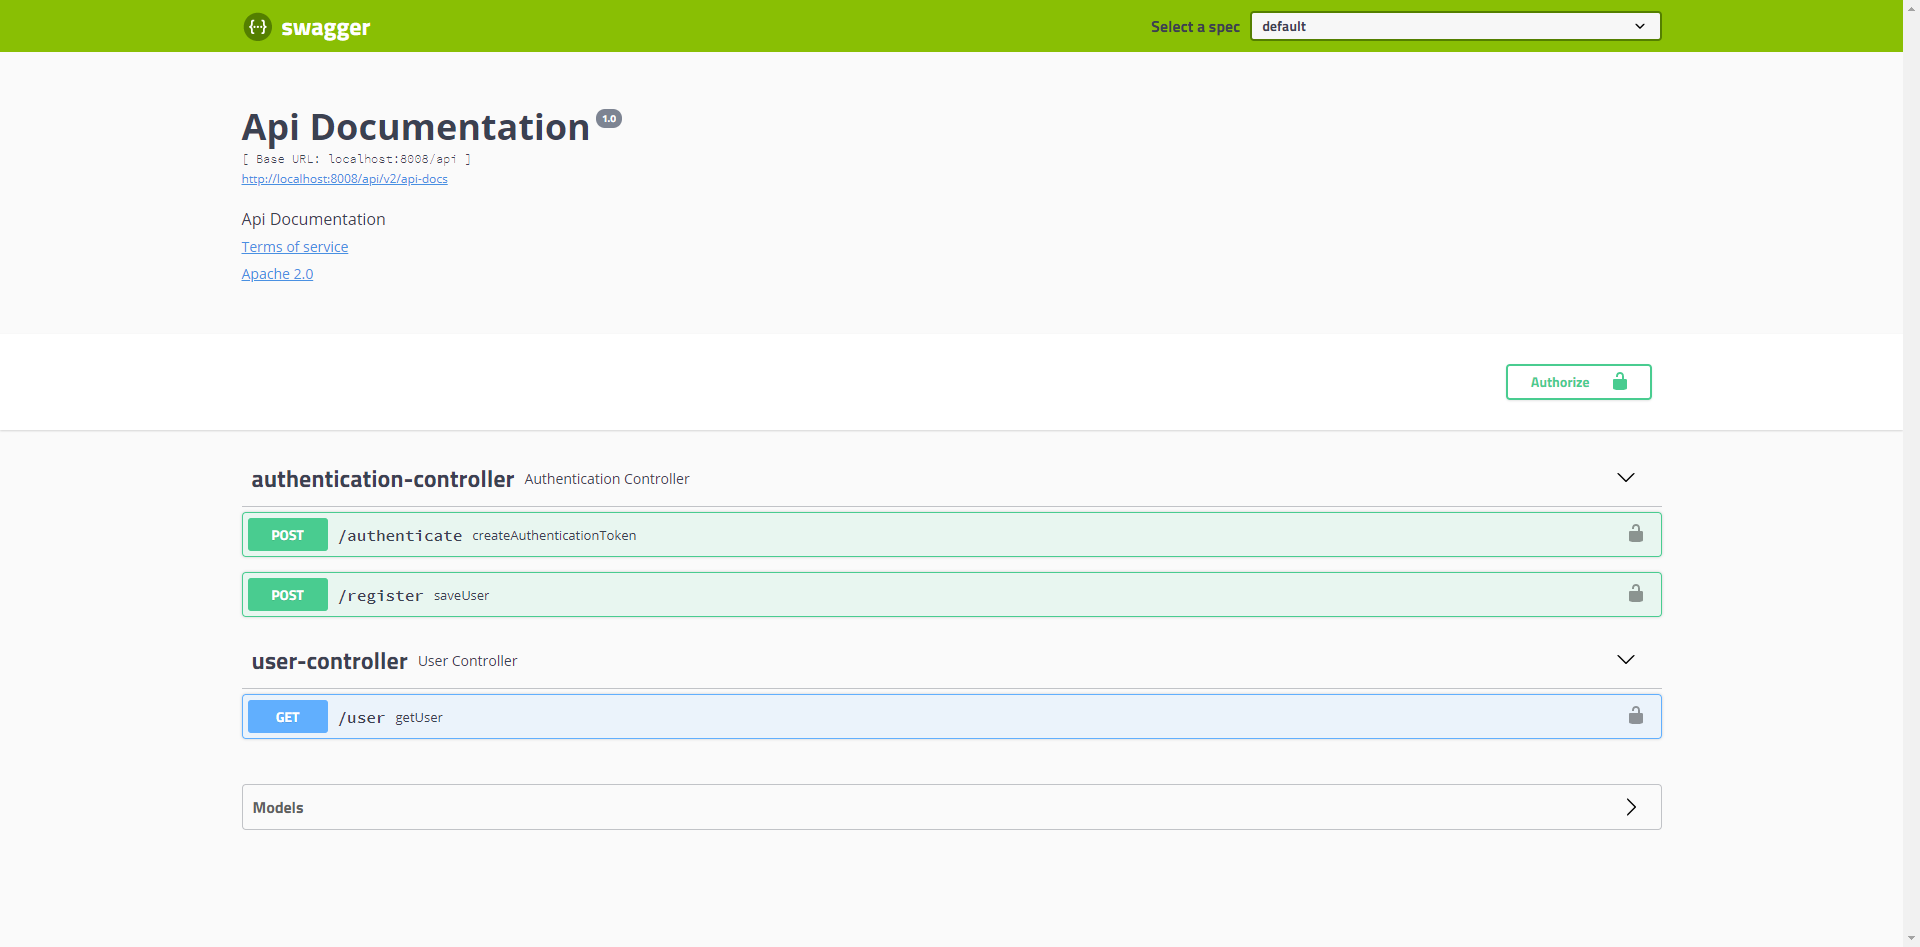 {··} swagger
Select a spec default
Api Documentation 1.0
[ Base URL: localhost:8008/api ]
http://localhost:8008/api/v2/api-docs
Api Documentation
Terms of service
Apache 2.0
Authorize
authentication-controller Authentication Controller
POST /authenticate createAuthenticationToken
POST /register saveUser
user-controller User Controller
GET /user getUser
Models